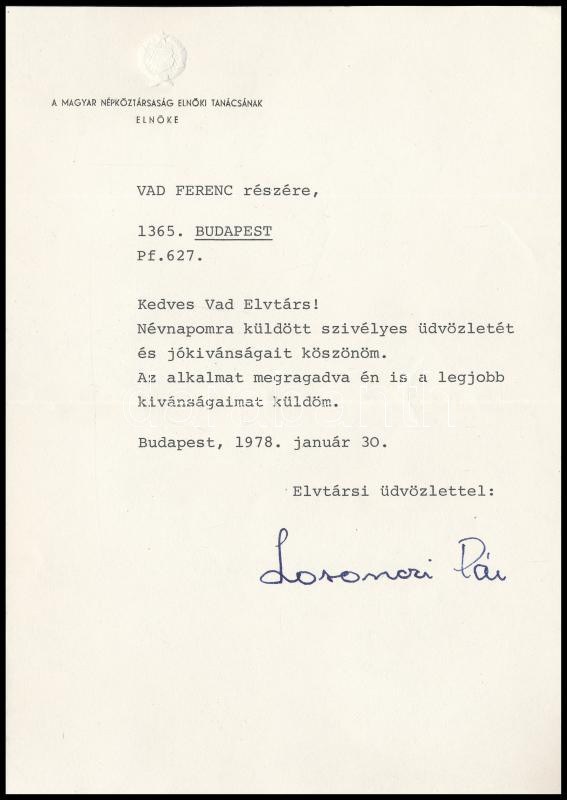 A MAGYAR NÉPKÖZTÁRSASÁG ELNÖKI TANÁCSÁNAK
ELNÖKE
VAD FERENC részére,
1365. BUDAPEST
Pf.627.
Kedves Vad Elvtárs!
Névnapomra küldött szivélyes üdvözletét
és jókivánságait köszönöm.
Az alkalmat megragadva én is a legjobb
kivánságaimat küldöm.
Budapest, 1978. január 30.
Elvtársi üdvözlettel:
Losonczi Pál